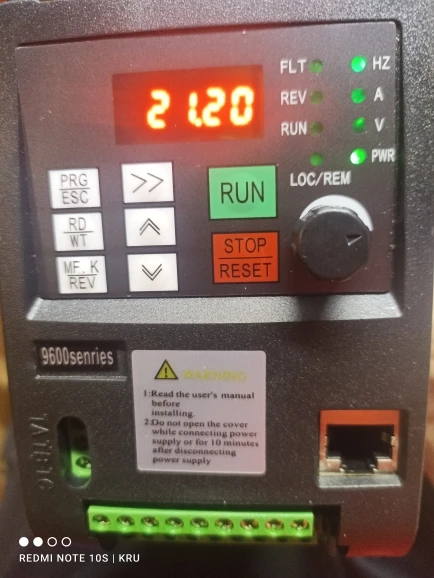 21.20
FLT HZ
REV A
RUN V
PWR
LOC/REM
PRG
ESC
>>
RUN
RD
WT
STOP
RESET
MF.K
REV
9600senries
WARNING
1:Read the user's manual
before
installing.
2:Do not open the cover
while connecting power
supply or for 10 minutes
after disconnecting
power supply
REDMI NOTE 10S | KRU